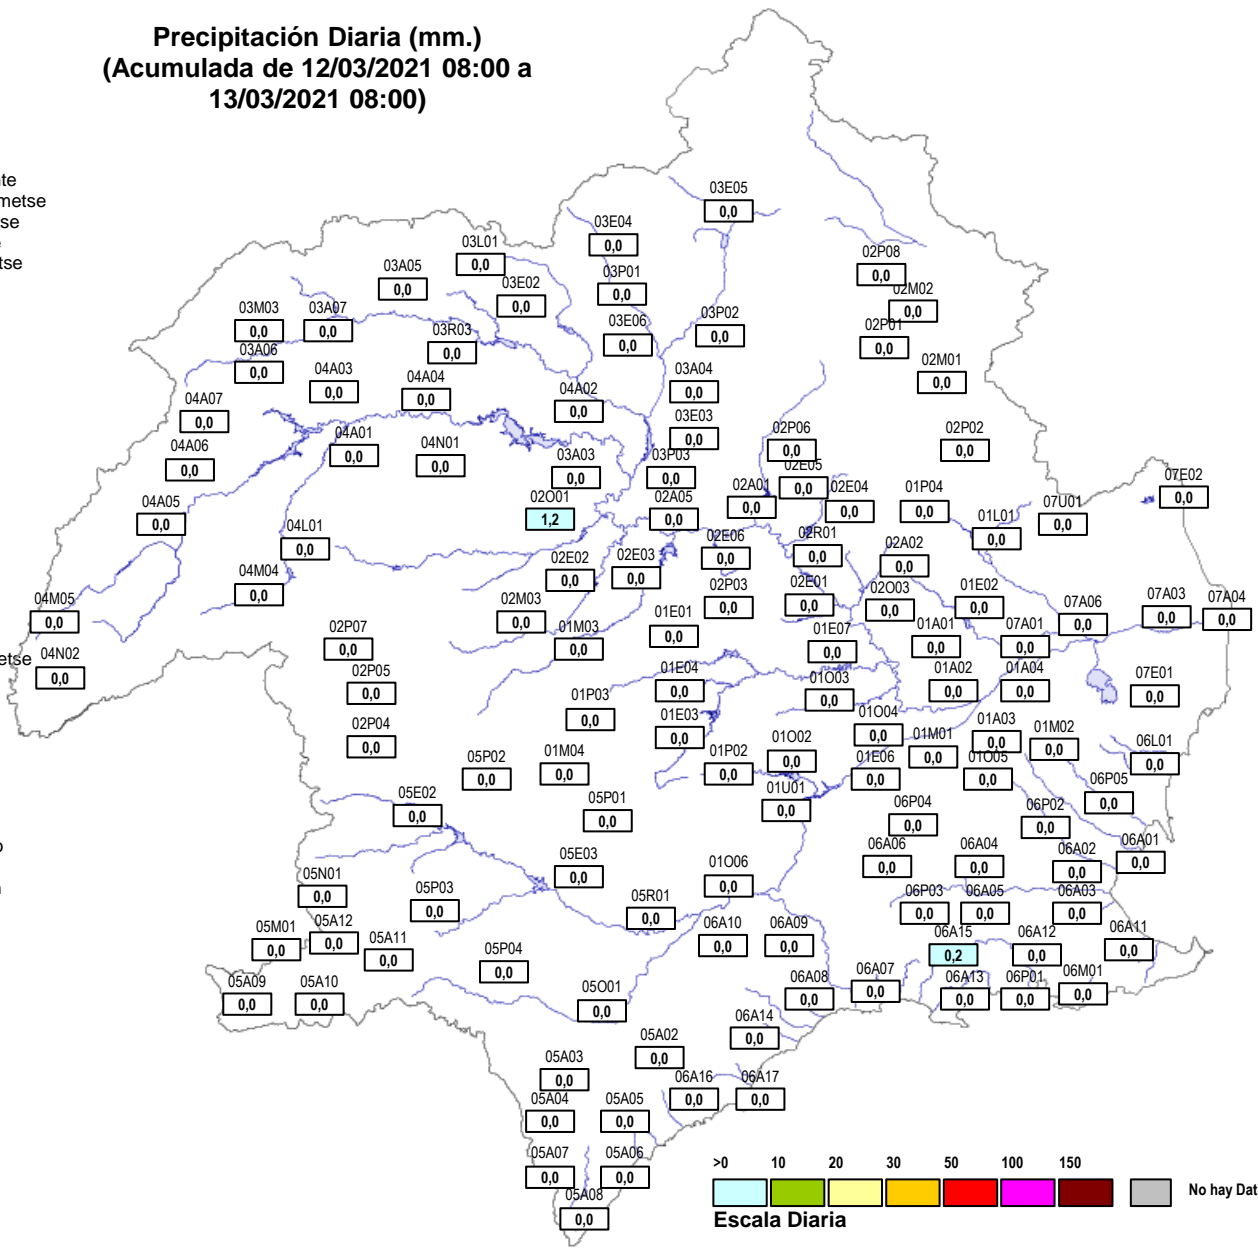 Precipitación Diaria (mm.)
(Acumulada de 12/03/2021 08:00 a
13/03/2021 08:00)
03E05
0,0
03E04
0,0
03L01
0,0
02P08
0,0
03A05
0,0
03P01
0,0
03E02
0,0
02M02
0,0
03M03
0,0
03A07
0,0
03P02
0,0
03E06
0,0
03R03
0,0
02P01
0,0
03A06
0,0
02M01
0,0
04A03
0,0
04A04
0,0
03A04
0,0
04A02
0,0
04A07
0,0
03E03
0,0
02P06
0,0
02P02
0,0
04A01
0,0
04N01
0,0
04A06
0,0
03A03
0,0
03P03
0,0
02E05
0,0
07E02
0,0
02A01
0,0
02E04
0,0
01P04
0,0
04A05
0,0
02O01
1,2
02A05
0,0
07U01
0,0
01L01
0,0
04L01
0,0
02E06
0,0
02R01
0,0
02A02
0,0
02E02
0,0
02E03
0,0
04M04
0,0
02P03
0,0
02E01
0,0
02O03
0,0
01E02
0,0
04M05
0,0
02M03
0,0
07A06
0,0
07A03
0,0
07A04
0,0
01E01
0,0
02P07
0,0
01M03
0,0
01E07
0,0
01A01
0,0
07A01
0,0
etse
04N02
0,0
02P05
0,0
01E04
0,0
01O03
0,0
01A02
0,0
01A04
0,0
07E01
0,0
01P03
0,0
02P04
0,0
01E03
0,0
01O04
0,0
01A03
0,0
01M02
0,0
05P02
0,0
01M04
0,0
01P02
0,0
01O02
0,0
01M01
0,0
01E06
0,0
01O05
0,0
06L01
0,0
05E02
0,0
05P01
0,0
01U01
0,0
06P04
0,0
06P02
0,0
06P05
0,0
05E03
0,0
01O06
0,0
06A06
0,0
06A04
0,0
06A02
0,0
06A01
0,0
05N01
0,0
05P03
0,0
05R01
0,0
06P03
0,0
06A05
0,0
06A03
0,0
05M01
0,0
05A12
0,0
05A11
0,0
05P04
0,0
06A10
0,0
06A09
0,0
06A15
0,2
06A12
0,0
06A11
0,0
05A09
0,0
05A10
0,0
05O01
0,0
06A08
0,0
06A07
0,0
06A13
0,0
06P01
0,0
06M01
0,0
06A14
0,0
05A02
0,0
05A03
0,0
06A16
0,0
06A17
0,0
05A04
0,0
05A05
0,0
05A07
0,0
05A06
0,0
05A08
0,0
>0 10 20 30 50 100 150
No hay Dat
Escala Diaria